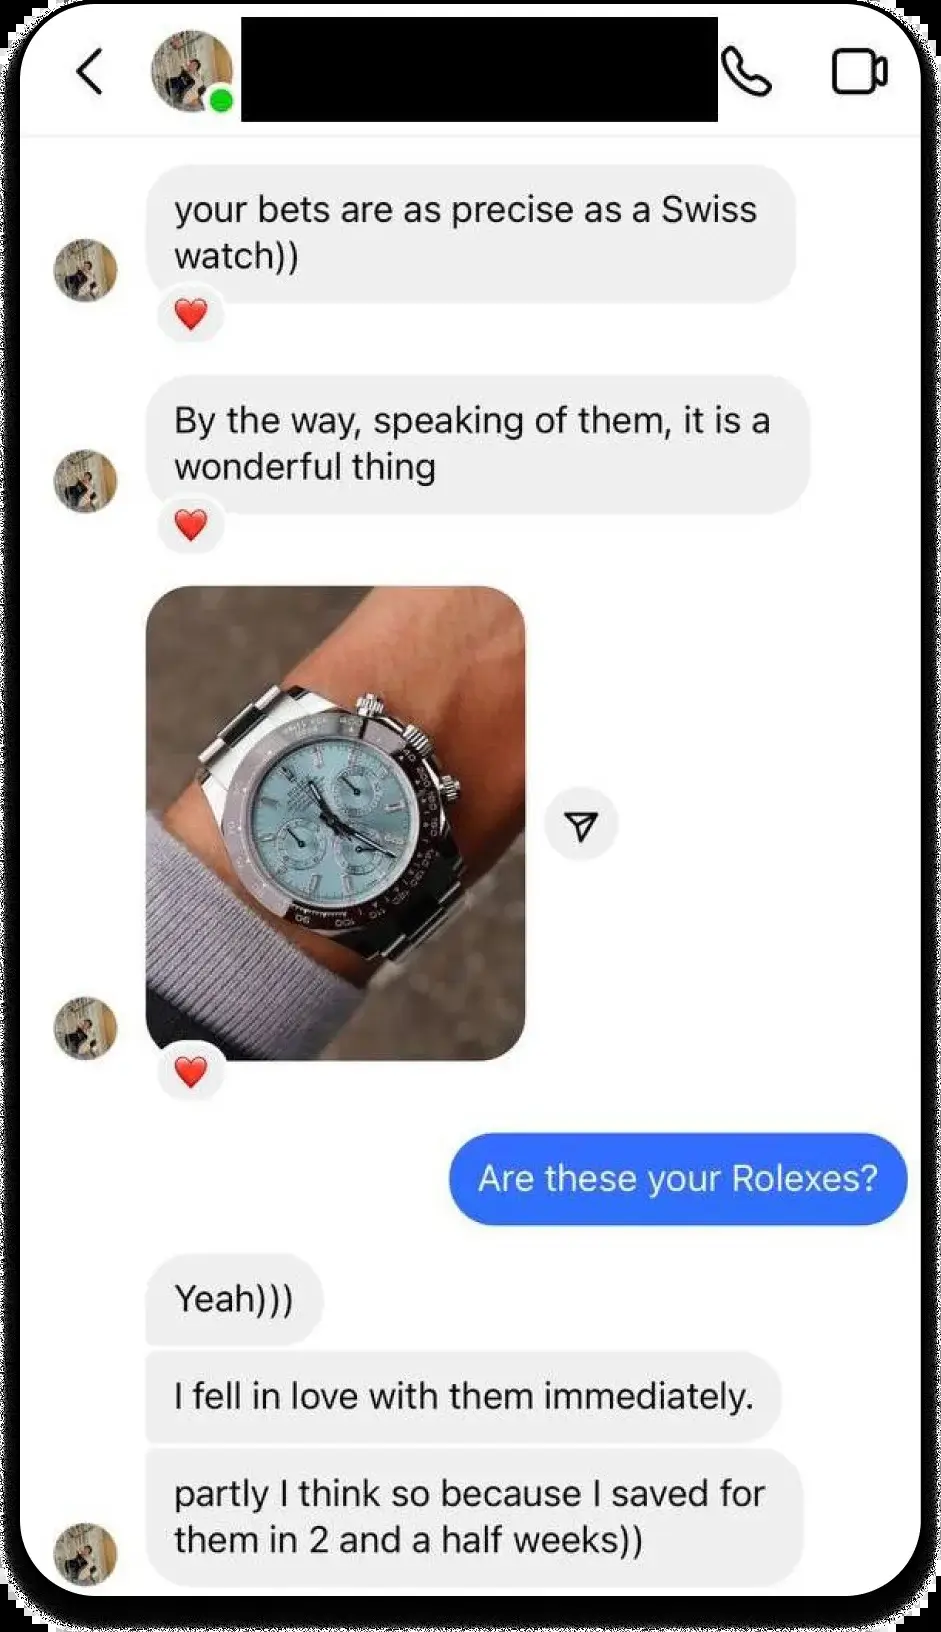 your bets are as precise as a Swiss
watch))
By the way, speaking of them, it is a
wonderful thing
90
100
Are these your Rolexes?
Yeah)))
I fell in love with them immediately.
partly I think so because I saved for
them in 2 and a half weeks))